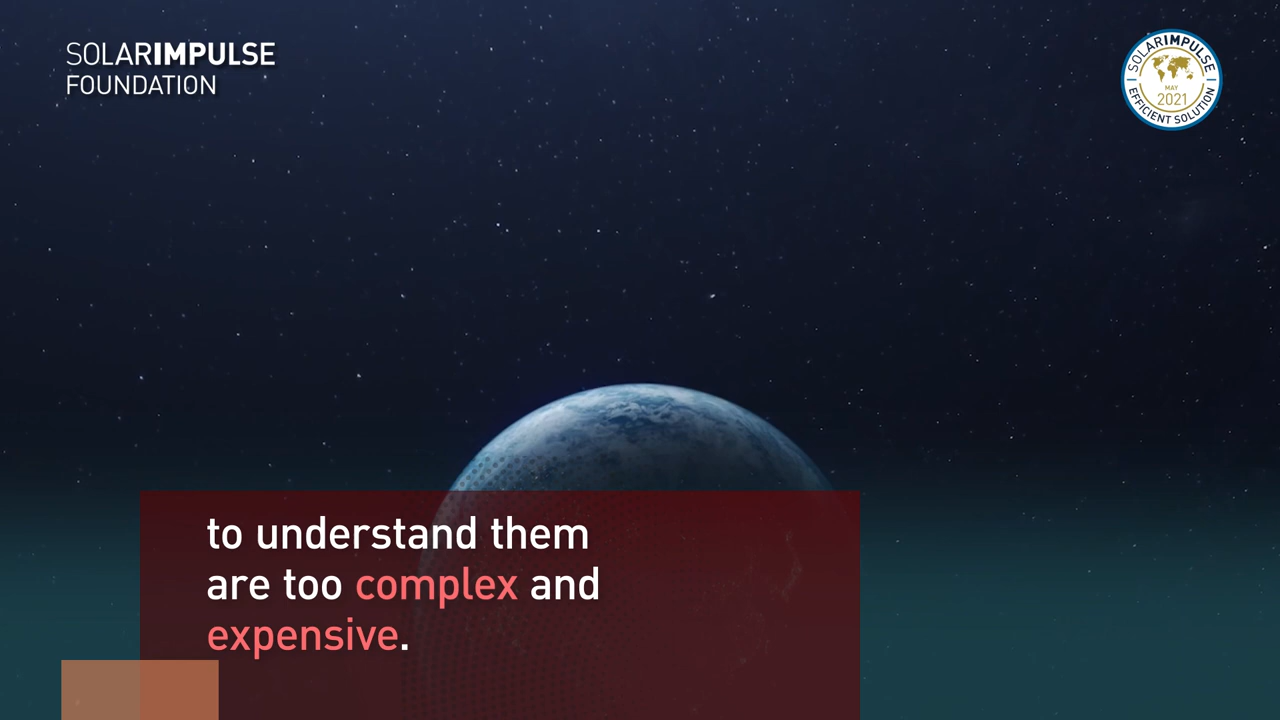 SOLARIMPULSE
FOUNDATION
SOLARIMPULSE
MAY
2021
EFFICIENT SOLUTION
to understand them
are too complex and
expensive.